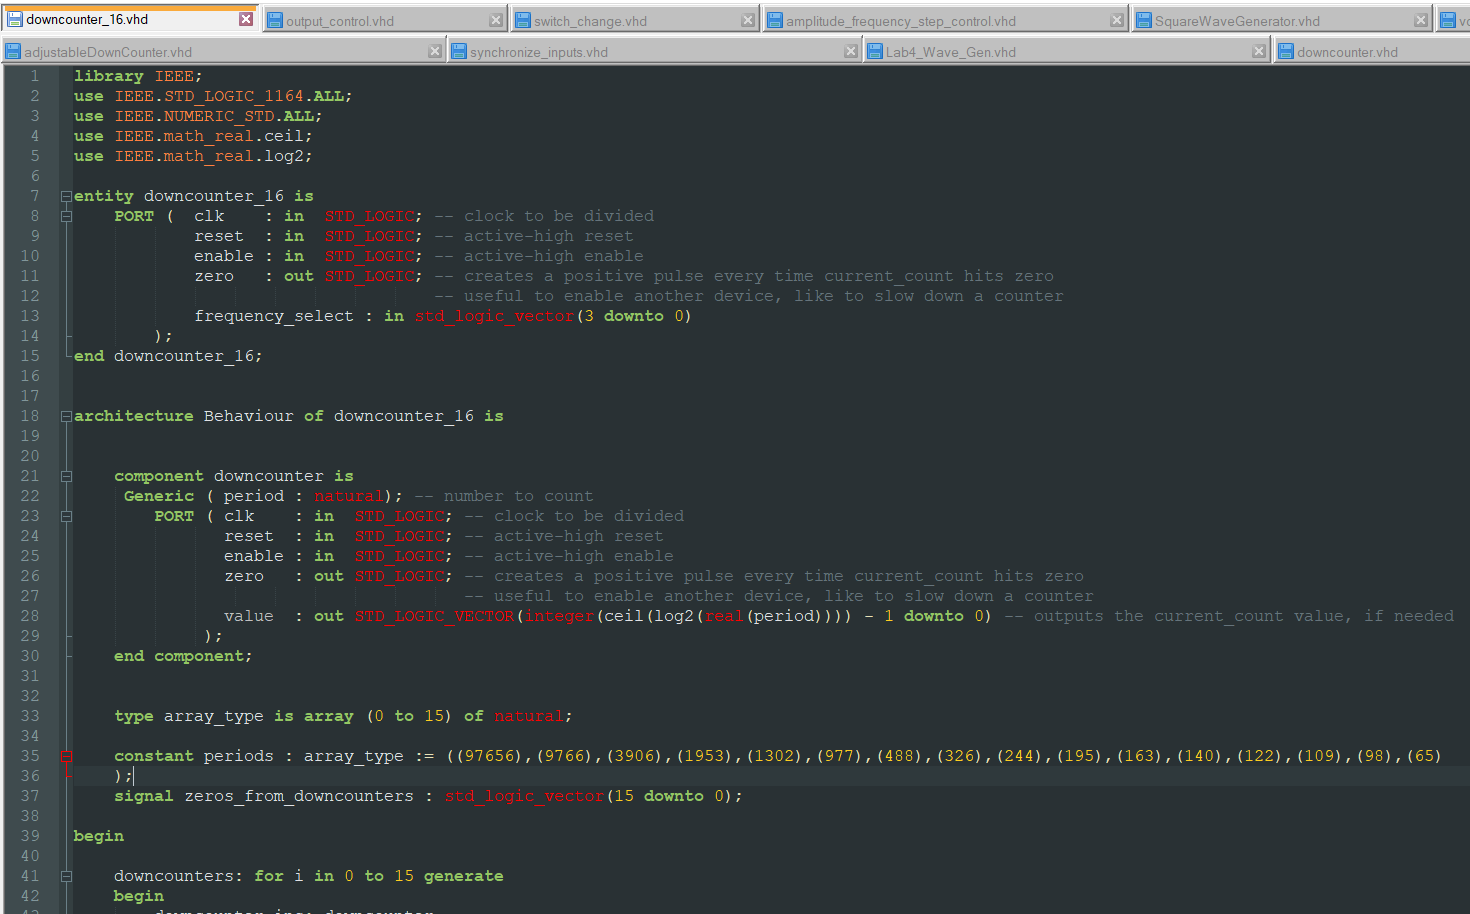 downcounter_16.vhd output_control.vhd switch_change.vhd amplitude_frequency_step_control.vhd SquareWaveGenerator.vhd
adjustableDownCounter.vhd synchronize_inputs.vhd Lab4_Wave_Gen.vhd downcounter.vhd
1 library IEEE;
2 use IEEE.STD_LOGIC_1164.ALL;
3 use IEEE.NUMERIC_STD.ALL;
4 use IEEE.math_real.ceil;
5 use IEEE.math_real.log2;
6
7 entity downcounter_16 is
8 PORT ( clk : in STD_LOGIC; -- clock to be divided
9 reset : in STD_LOGIC; -- active-high reset
10 enable : in STD_LOGIC; -- active-high enable
11 zero : out STD_LOGIC; -- creates a positive pulse every time current_count hits zero
12 -- useful to enable another device, like to slow down a counter
13 frequency_select : in std_logic_vector(3 downto 0)
14 );
15 end downcounter_16;
16
17
18 architecture Behaviour of downcounter_16 is
19
20
21 component downcounter is
22 Generic ( period : natural); -- number to count
23 PORT ( clk : in STD_LOGIC; -- clock to be divided
24 reset : in STD_LOGIC; -- active-high reset
25 enable : in STD_LOGIC; -- active-high enable
26 zero : out STD_LOGIC; -- creates a positive pulse every time current_count hits zero
27 -- useful to enable another device, like to slow down a counter
28 value : out STD_LOGIC_VECTOR(integer(ceil(log2(real(period)))) - 1 downto 0) -- outputs the current_count value, if needed
29 );
30 end component;
31
32
33 type array_type is array (0 to 15) of natural;
34
35 constant periods : array_type := ((97656),(9766),(3906),(1953),(1302),(977),(488),(326),(244),(195),(163),(140),(122),(109),(98),(65)
36 );
37 signal zeros_from_downcounters : std_logic_vector(15 downto 0);
38
39 begin
40
41 downcounters: for i in 0 to 15 generate
42 begin